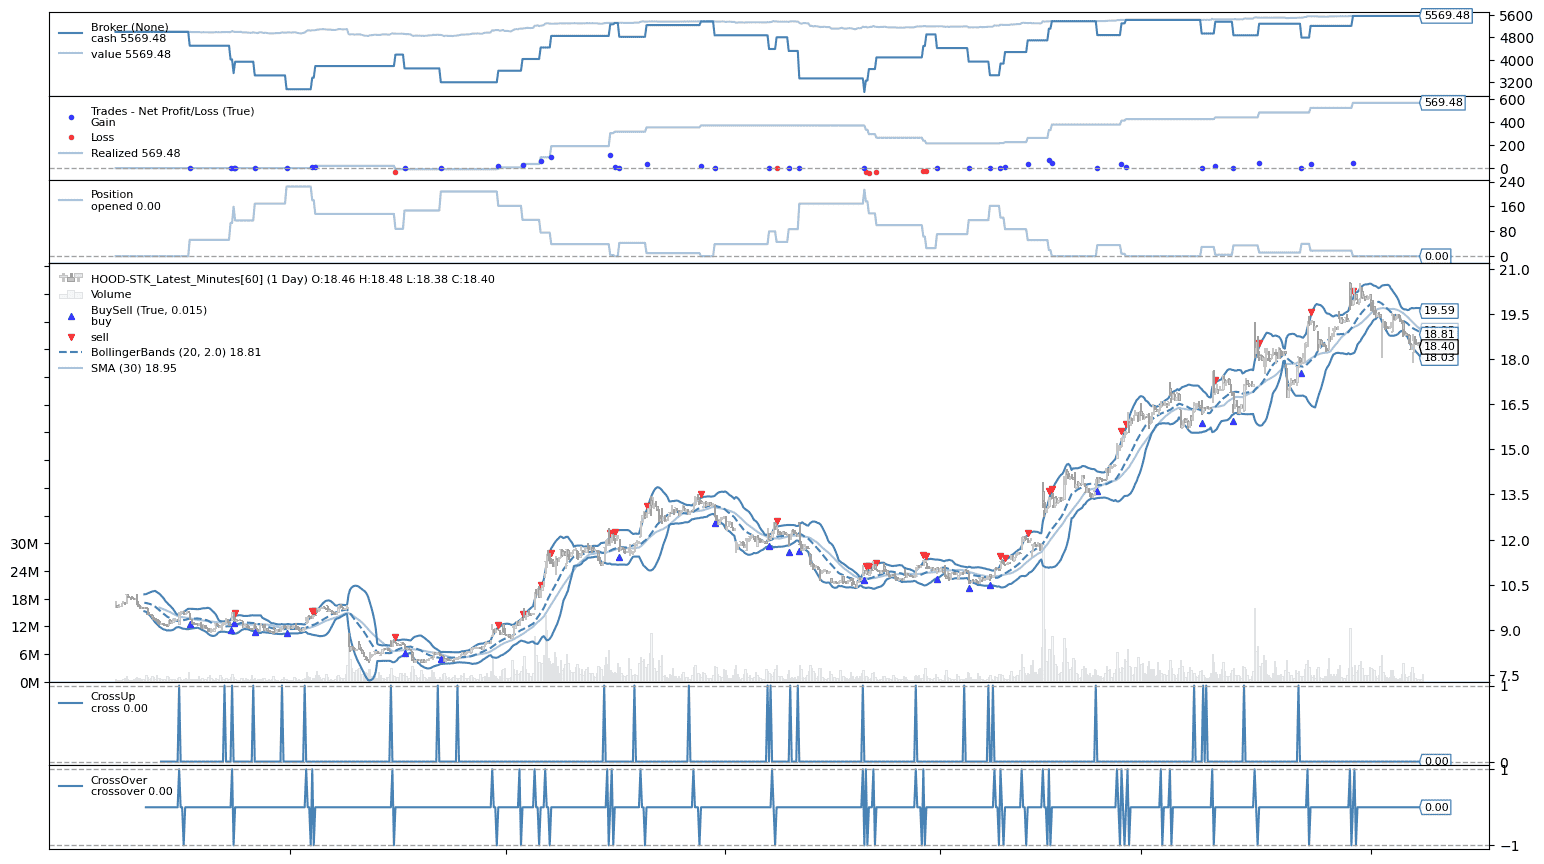 Broker (None)
cash 5569.48
value 5569.48
5569.48
5600
4800
4000
3200
Trades - Net Profit/Loss (True)
Gain
Loss
Realized 569.48
569.48
600
400
200
0
Position
opened 0.00
0.00
240
160
80
0
HOOD-STK_Latest_Minutes[60] (1 Day) O:18.46 H:18.48 L:18.38 C:18.40
Volume
BuySell (True, 0.015)
buy
sell
BollingerBands (20, 2.0) 18.81
SMA (30) 18.95
19.59
18.81
18.40
18.03
21.0
19.5
18.0
16.5
15.0
13.5
12.0
10.5
9.0
7.5
30M
24M
18M
12M
6M
0M
CrossUp
cross 0.00
0.00
1
0
CrossOver
crossover 0.00
0.00
1
−1